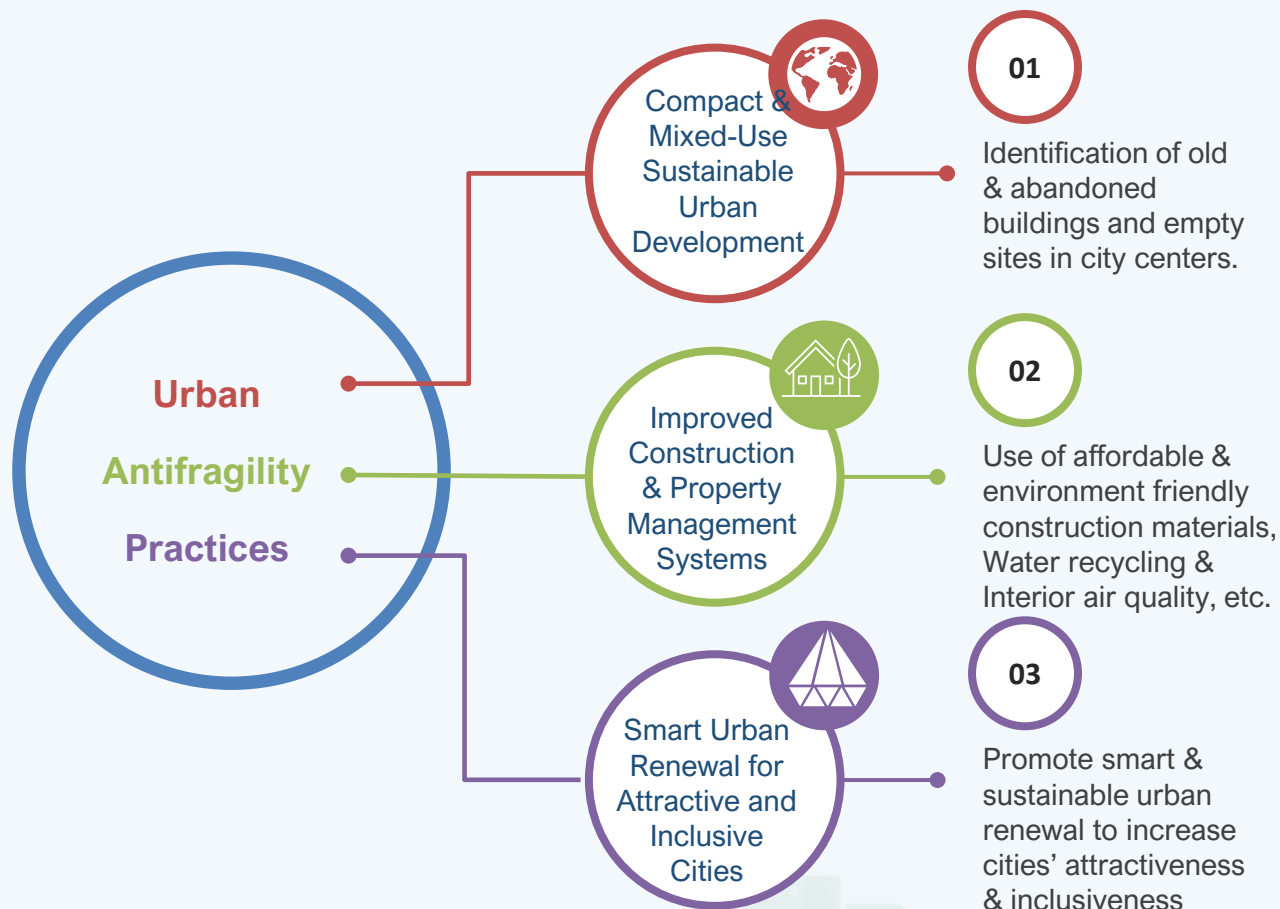 Urban
Antifragility
Practices
Compact &
Mixed-Use
Sustainable
Urban
Development
01
Identification of old
& abandoned
buildings and empty
sites in city centers.
Improved
Construction
& Property
Management
Systems
02
Use of affordable &
environment friendly
construction materials,
Water recycling &
Interior air quality, etc.
Smart Urban
Renewal for
Attractive and
Inclusive
Cities
03
Promote smart &
sustainable urban
renewal to increase
cities’ attractiveness
& inclusiveness